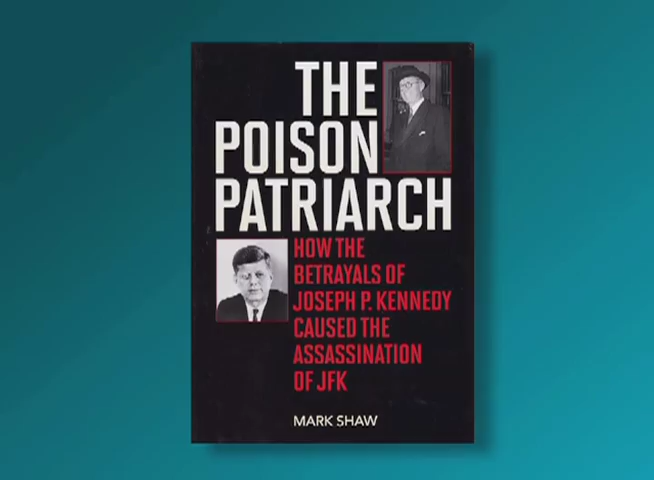 THE
POISON
PATRIARCH
HOW THE
BETRAYALS OF
JOSEPH P. KENNEDY
CAUSED THE
ASSASSINATION
OF JFK
MARK SHAW